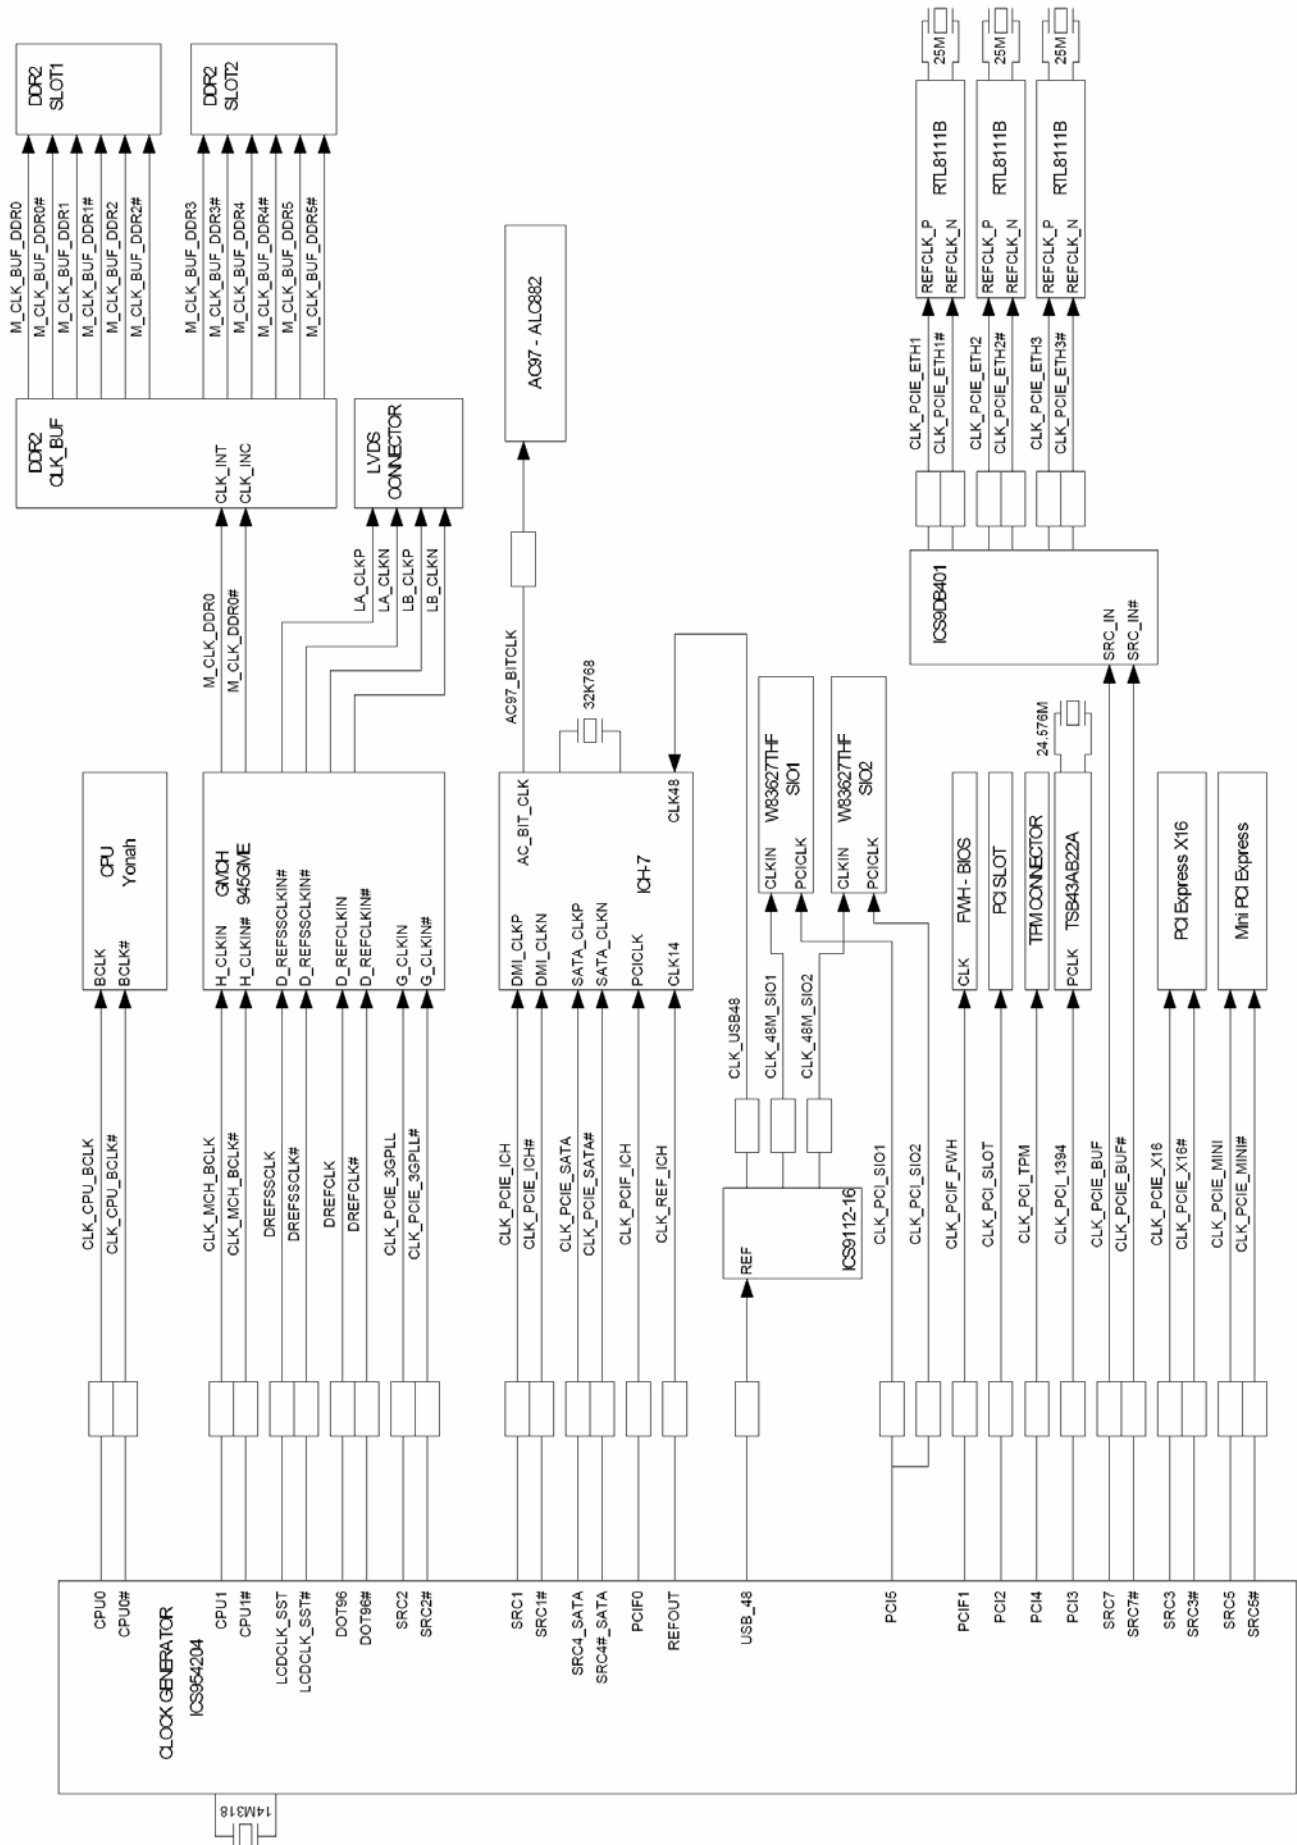 14M318
CLOCK GENERATOR
ICS954204
CPU0
CPU0#
CPU1
CPU1#
LCDCLK_SST
LCDCLK_SST#
DOT96
DOT96#
SRC2
SRC2#
SRC1
SRC1#
SRC4_SATA
SRC4#_SATA
PCIF0
REFOUT
USB_48
PCI5
PCIF1
PCI2
PCI4
PCI3
SRC7
SRC7#
SRC3
SRC3#
SRC5
SRC5#
CLK_CPU_BCLK
CLK_CPU_BCLK#
CLK_MCH_BCLK
CLK_MCH_BCLK#
DREFSSCLK
DREFSSCLK#
DREFCLK
DREFCLK#
CLK_PCIE_3GPLL
CLK_PCIE_3GPLL#
CLK_PCIE_ICH
CLK_PCIE_ICH#
CLK_PCIE_SATA
CLK_PCIE_SATA#
CLK_PCIF_ICH
CLK_REF_ICH
REF
ICS9112-16
CLK_USB48
CLK_48M_SIO1
CLK_48M_SIO2
CLK_PCI_SIO1
CLK_PCI_SIO2
CLK_PCIF_FWH
CLK_PCI_SLOT
CLK_PCI_TPM
CLK_PCI_1394
CLK_PCIE_BUF
CLK_PCIE_BUF#
CLK_PCIE_X16
CLK_PCIE_X16#
CLK_PCIE_MINI
CLK_PCIE_MINI#
BCLK
BCLK#
CPU
Yonah
H_CLKIN
H_CLKIN#
GMCH
945GME
D_REFSSCLKIN#
D_REFSSCLKIN#
D_REFCLKIN
D_REFCLKIN#
G_CLKIN
G_CLKIN#
DMI_CLKP
DMI_CLKN
SATA_CLKP
SATA_CLKN
PCICLK
CLK14
AC_BIT_CLK
ICH-7
CLK48
32K768
CLKIN
PCICLK
W83627THF
SIO1
CLKIN
PCICLK
W83627THF
SIO2
CLK
FWH - BIOS
PCI SLOT
TPM CONNECTOR
PCLK
TSB43AB22A
24.576M
PCI Express X16
Mini PCI Express
M_CLK_DDR0
M_CLK_DDR0#
LA_CLKP
LA_CLKN
LB_CLKP
LB_CLKN
AC97_BITCLK
DDR2
CLK_BUF
CLK_INT
CLK_INC
LVDS
CONNECTOR
AC97 - ALC882
ICS9DB401
SRC_IN
SRC_IN#
M_CLK_BUF_DDR0
M_CLK_BUF_DDR0#
M_CLK_BUF_DDR1
M_CLK_BUF_DDR1#
M_CLK_BUF_DDR2
M_CLK_BUF_DDR2#
M_CLK_BUF_DDR3
M_CLK_BUF_DDR3#
M_CLK_BUF_DDR4
M_CLK_BUF_DDR4#
M_CLK_BUF_DDR5
M_CLK_BUF_DDR5#
DDR2
SLOT1
DDR2
SLOT2
CLK_PCIE_ETH1
CLK_PCIE_ETH1#
CLK_PCIE_ETH2
CLK_PCIE_ETH2#
CLK_PCIE_ETH3
CLK_PCIE_ETH3#
REFCLK_P
REFCLK_N
RTL8111B
25M
REFCLK_P
REFCLK_N
RTL8111B
25M
REFCLK_P
REFCLK_N
RTL8111B
25M